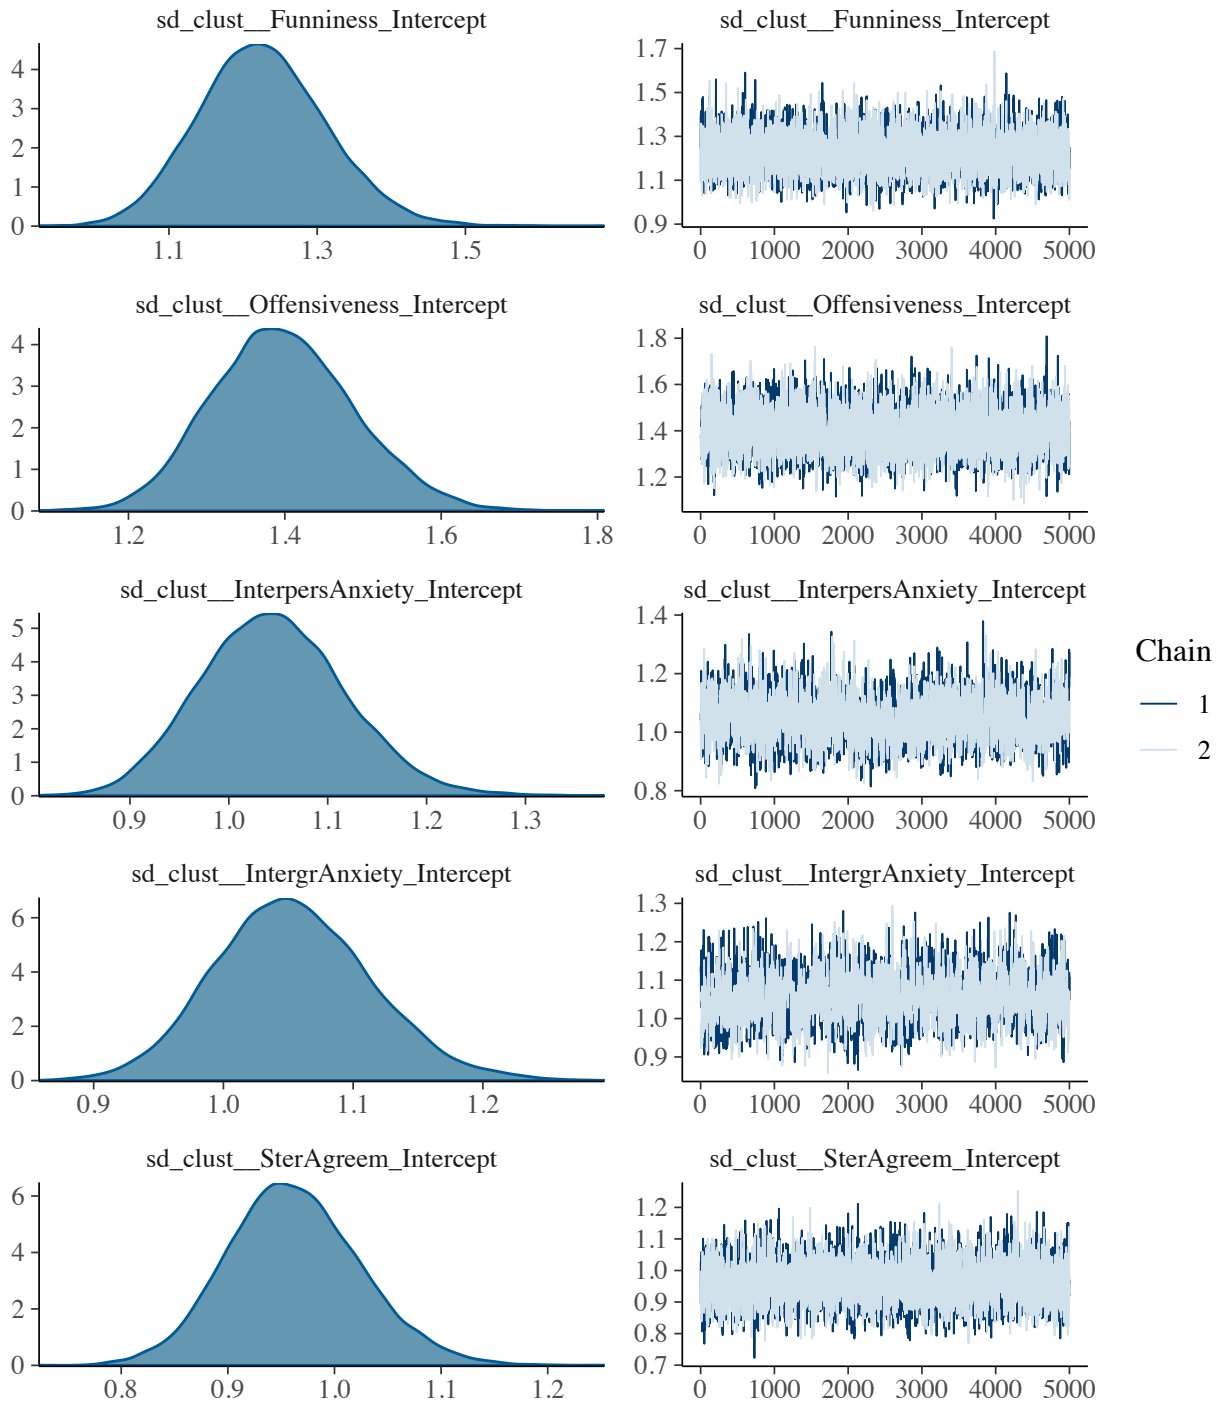 sd_clust__Funniness_Intercept
4
3
2
1
0
1.1 1.3 1.5
sd_clust__Funniness_Intercept
1.7
1.5
1.3
1.1
0.9
0 1000 2000 3000 4000 5000
sd_clust__Offensiveness_Intercept
4
3
2
1
0
1.2 1.4 1.6 1.8
sd_clust__Offensiveness_Intercept
1.8
1.6
1.4
1.2
0 1000 2000 3000 4000 5000
sd_clust__InterpersAnxiety_Intercept
5
4
3
2
1
0
0.9 1.0 1.1 1.2 1.3
sd_clust__InterpersAnxiety_Intercept
1.4
1.2
1.0
0.8
0 1000 2000 3000 4000 5000
sd_clust__IntergrAnxiety_Intercept
6
4
2
0
0.9 1.0 1.1 1.2
sd_clust__IntergrAnxiety_Intercept
1.3
1.2
1.1
1.0
0.9
0 1000 2000 3000 4000 5000
sd_clust__SterAgreem_Intercept
6
4
2
0
0.8 0.9 1.0 1.1 1.2
sd_clust__SterAgreem_Intercept
1.2
1.1
1.0
0.9
0.8
0.7
0 1000 2000 3000 4000 5000
Chain
1
2